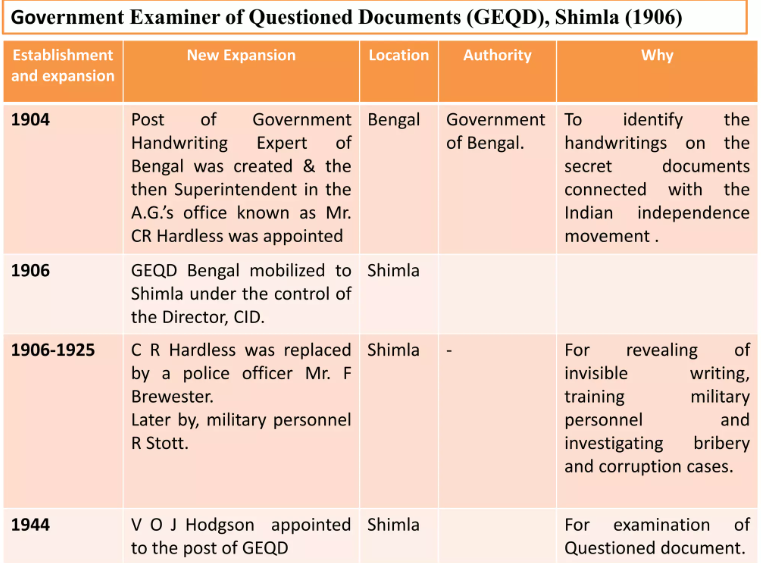 Government Examiner of Questioned Documents (GEQD), Shimla (1906)
Establishment and expansion
New Expansion
Location
Authority
Why
1904
Post of Government
Handwriting Expert of
Bengal was created & the
then Superintendent in the
A.G.'s office known as Mr.
CR Hardless was appointed
Bengal
Government
of Bengal.
To identify the
handwritings on the
secret documents
connected with the
Indian independence
movement .
1906
GEQD Bengal mobilized to
Shimla under the control of
the Director, CID.
Shimla
1906-1925
C R Hardless was replaced
by a police officer Mr. F
Brewester.
Later by, military personnel
R Stott.
Shimla
-
For revealing of
invisible writing,
training military
personnel and
investigating bribery
and corruption cases.
1944
V O J Hodgson appointed
to the post of GEQD
Shimla
For examination of
Questioned document.